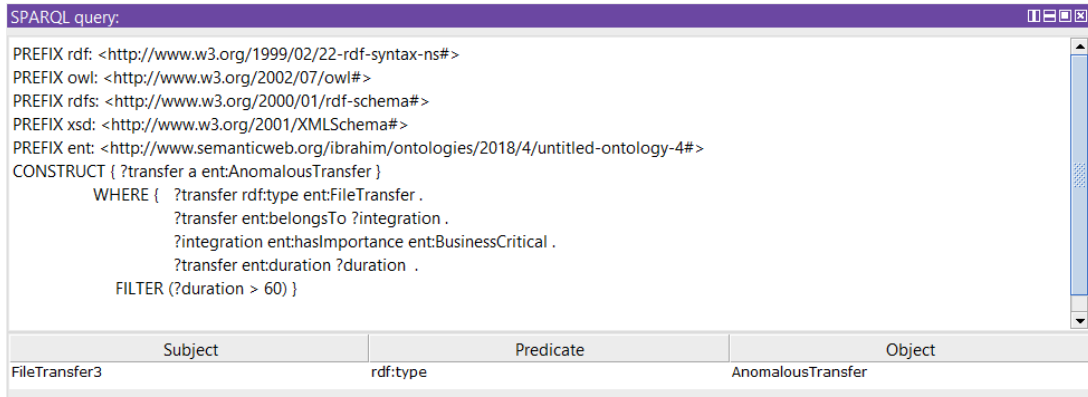 SPARQL query:
PREFIX rdf: <http://www.w3.org/1999/02/22-rdf-syntax-ns#>
PREFIX owl: <http://www.w3.org/2002/07/owl#>
PREFIX rdfs: <http://www.w3.org/2000/01/rdf-schema#>
PREFIX xsd: <http://www.w3.org/2001/XMLSchema#>
PREFIX ent: <http://www.semanticweb.org/ibrahim/ontologies/2018/4/untitled-ontology-4#>
CONSTRUCT { ?transfer a ent:AnomalousTransfer }
WHERE { ?transfer rdf:type ent:FileTransfer .
?transfer ent:belongsTo ?integration .
?integration ent:hasImportance ent:BusinessCritical .
?transfer ent:duration ?duration .
FILTER (?duration > 60) }
Subject Predicate Object
FileTransfer3 rdf:type AnomalousTransfer